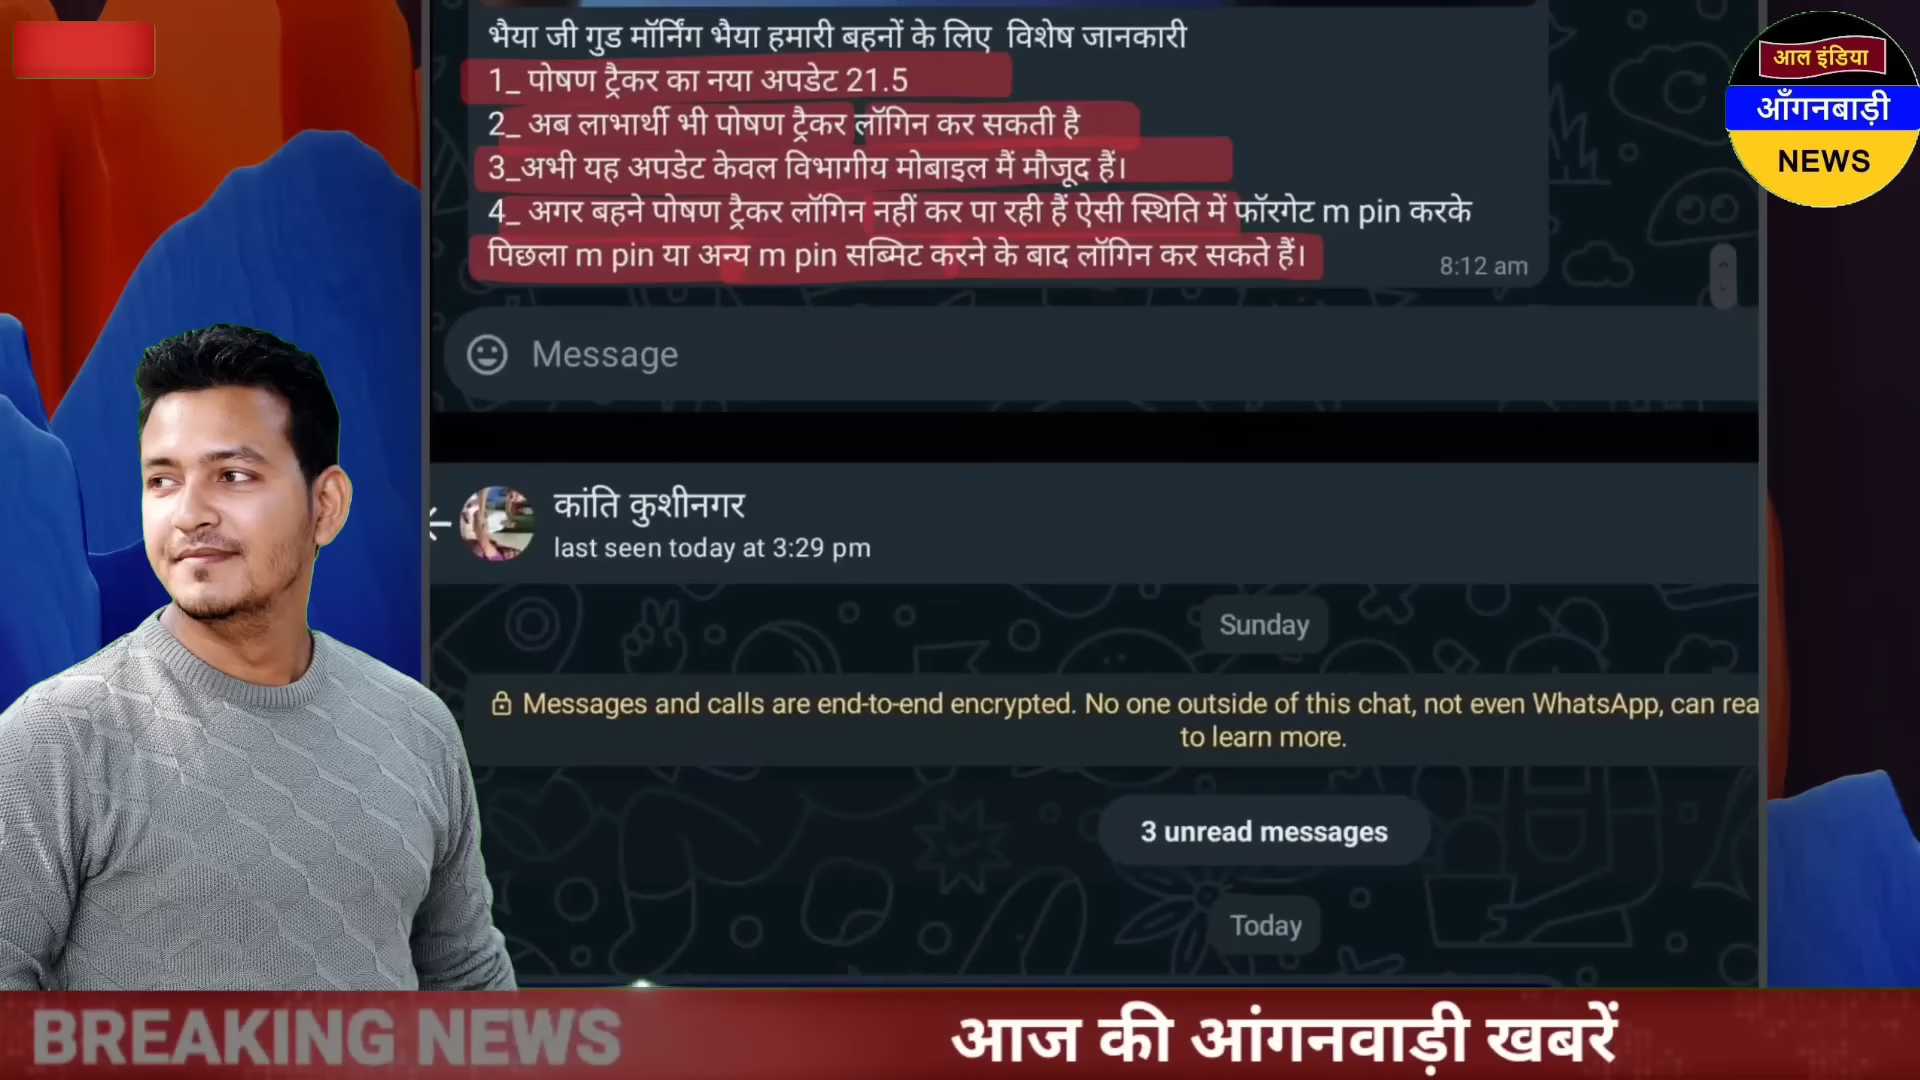 भैया जी गुड मॉर्निंग भैया हमारी बहनों के लिए विशेष जानकारी
1_ पोषण ट्रैकर का नया अपडेट 21.5
2_ अब लाभार्थी भी पोषण ट्रैकर लॉगिन कर सकती है
3_अभी यह अपडेट केवल विभागीय मोबाइल मैं मौजूद हैं।
4_ अगर बहने पोषण ट्रैकर लॉगिन नहीं कर पा रही हैं ऐसी स्थिति में फॉरगेट m pin करके
पिछला m pin या अन्य m pin सब्मिट करने के बाद लॉगिन कर सकते हैं।
8:12 am
आल इंडिया
आँगनबाड़ी
NEWS
Message
कांति कुशीनगर
last seen today at 3:29 pm
Sunday
Messages and calls are end-to-end encrypted. No one outside of this chat, not even WhatsApp, can rea
to learn more.
3 unread messages
Today
BREAKING NEWS
आज की आंगनवाड़ी खबरें